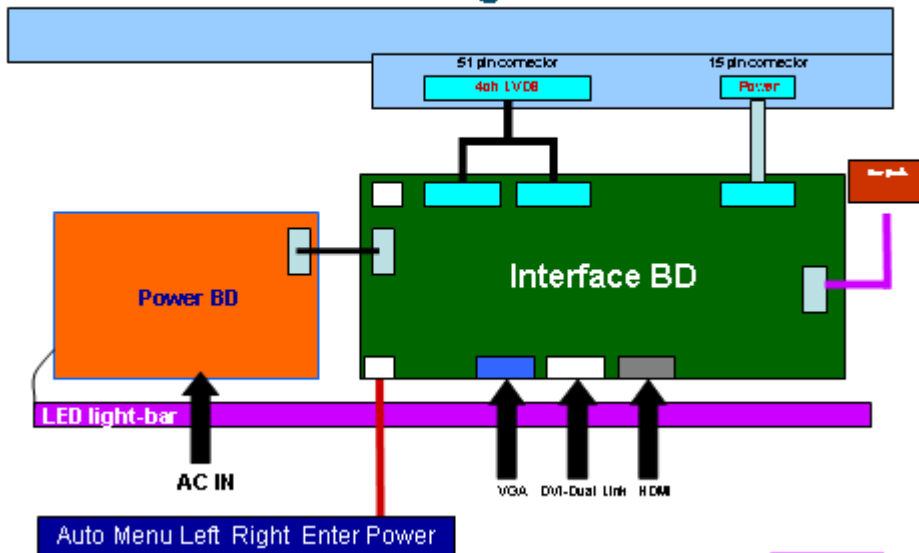 51 pin connector
15 pin connector
4ch LVDS
Power
Interface BD
Power BD
LED light-bar
AC IN
VGA DVI-Dual Link HDMI
Auto Menu Left Right Enter Power